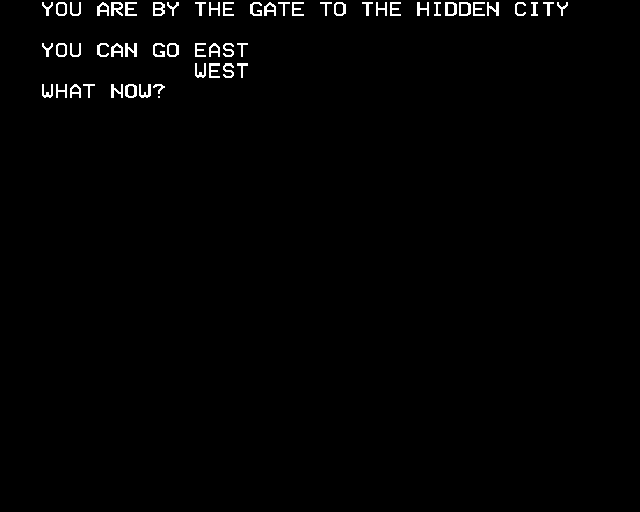 YOU ARE BY THE GATE TO THE HIDDEN CITY
YOU CAN GO EAST
WEST
WHAT NOW?